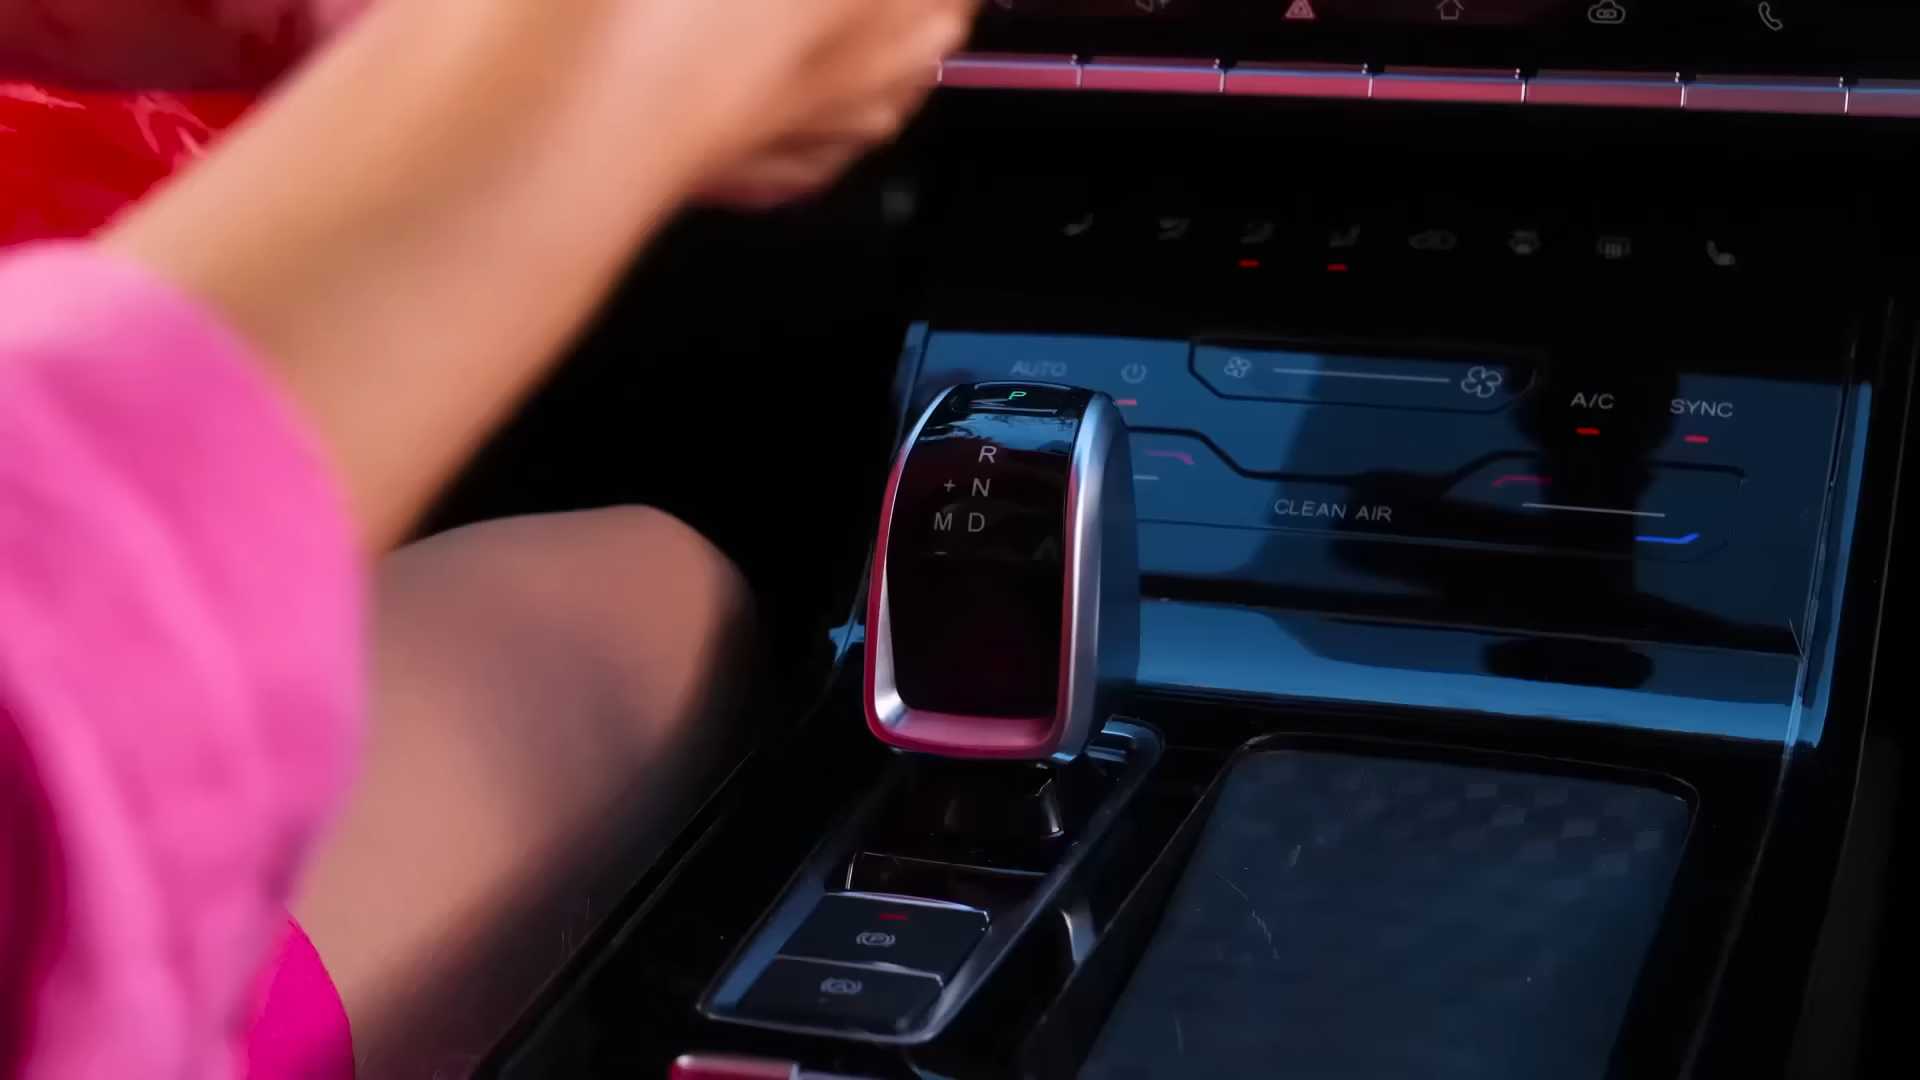 AUTO
A/C SYNC
P
R
+ N
M D
CLEAN AIR
P
A